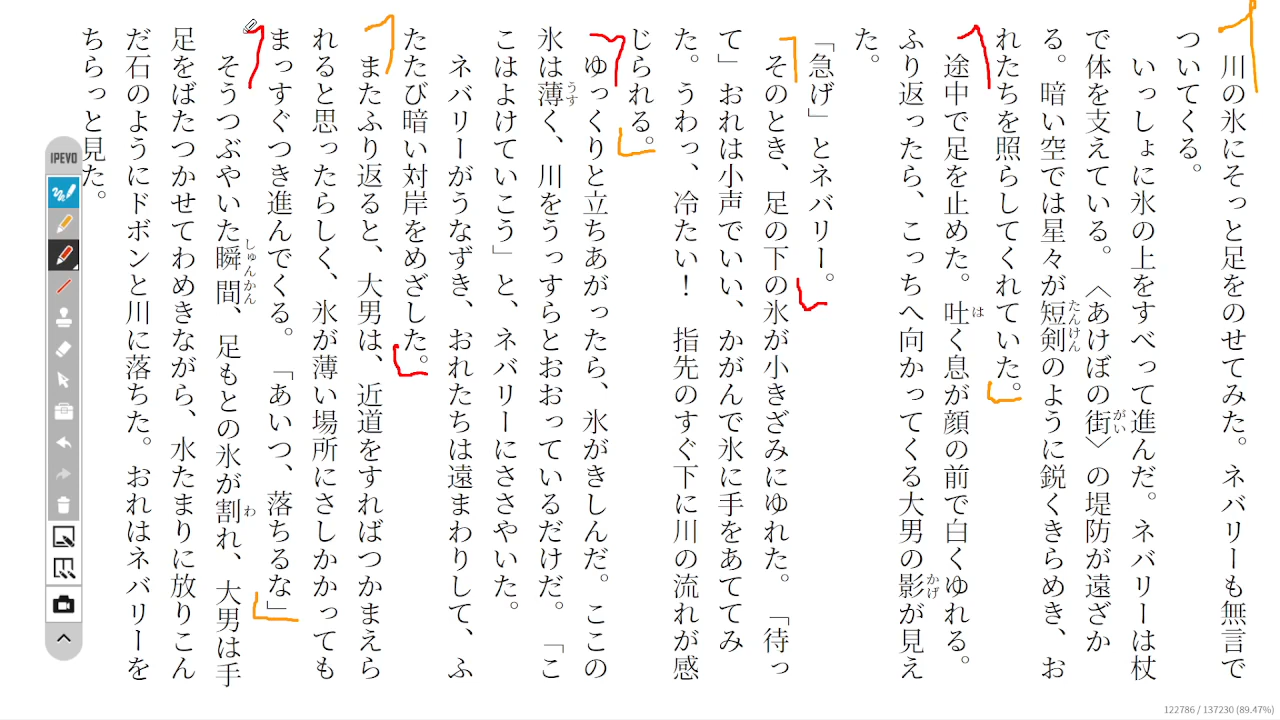 川の氷にそっと足をのせてみた。ネバリーも無言で
ついてくる。
いっしょに氷の上をすべって進んだ。ネバリーは杖
で体を支えている。〈あけぼの街〉の堤防が遠ざか
る。暗い空では星々が短剣のように鋭くきらめき、お
れたちを照らしてくれていた。
途中で足を止めた。吐く息が顔の前で白くゆれる。
ふり返ったら、こっちへ向かってくる大男の影が見え
た。
「急げ」とネバリー。
そのとき、足の下の氷が小きざみにゆれた。「待っ
て」おれは小声でいい、かがんで氷に手をあててみ
た。うわっ、冷たい！　指先のすぐ下に川の流れが感
じられる。
ゆっくりと立ちあがったら、氷がきしんだ。ここの
氷は薄く、川をうっすらとおおっているだけだ。「こ
こはよけていこう」と、ネバリーにささやいた。
ネバリーがうなずき、おれたちは遠まわりして、ふ
たたび暗い対岸をめざした。
またふり返ると、大男は、近道をすればつかまえら
れると思ったらしく、氷が薄い場所にさしかかっても
まっすぐつき進んでくる。「あいつ、落ちるな」
そうつぶやいた瞬間、足もとの氷が割れ、大男は手
足をばたつかせてわめきながら、水たまりに放りこん
だ石のようにドボンと川に落ちた。おれはネバリーを
ちらっと見た。
がい
たんけん
は
かげ
うす
しゅんかん
わ
IPEVO
122786 / 137230 (89.47%)